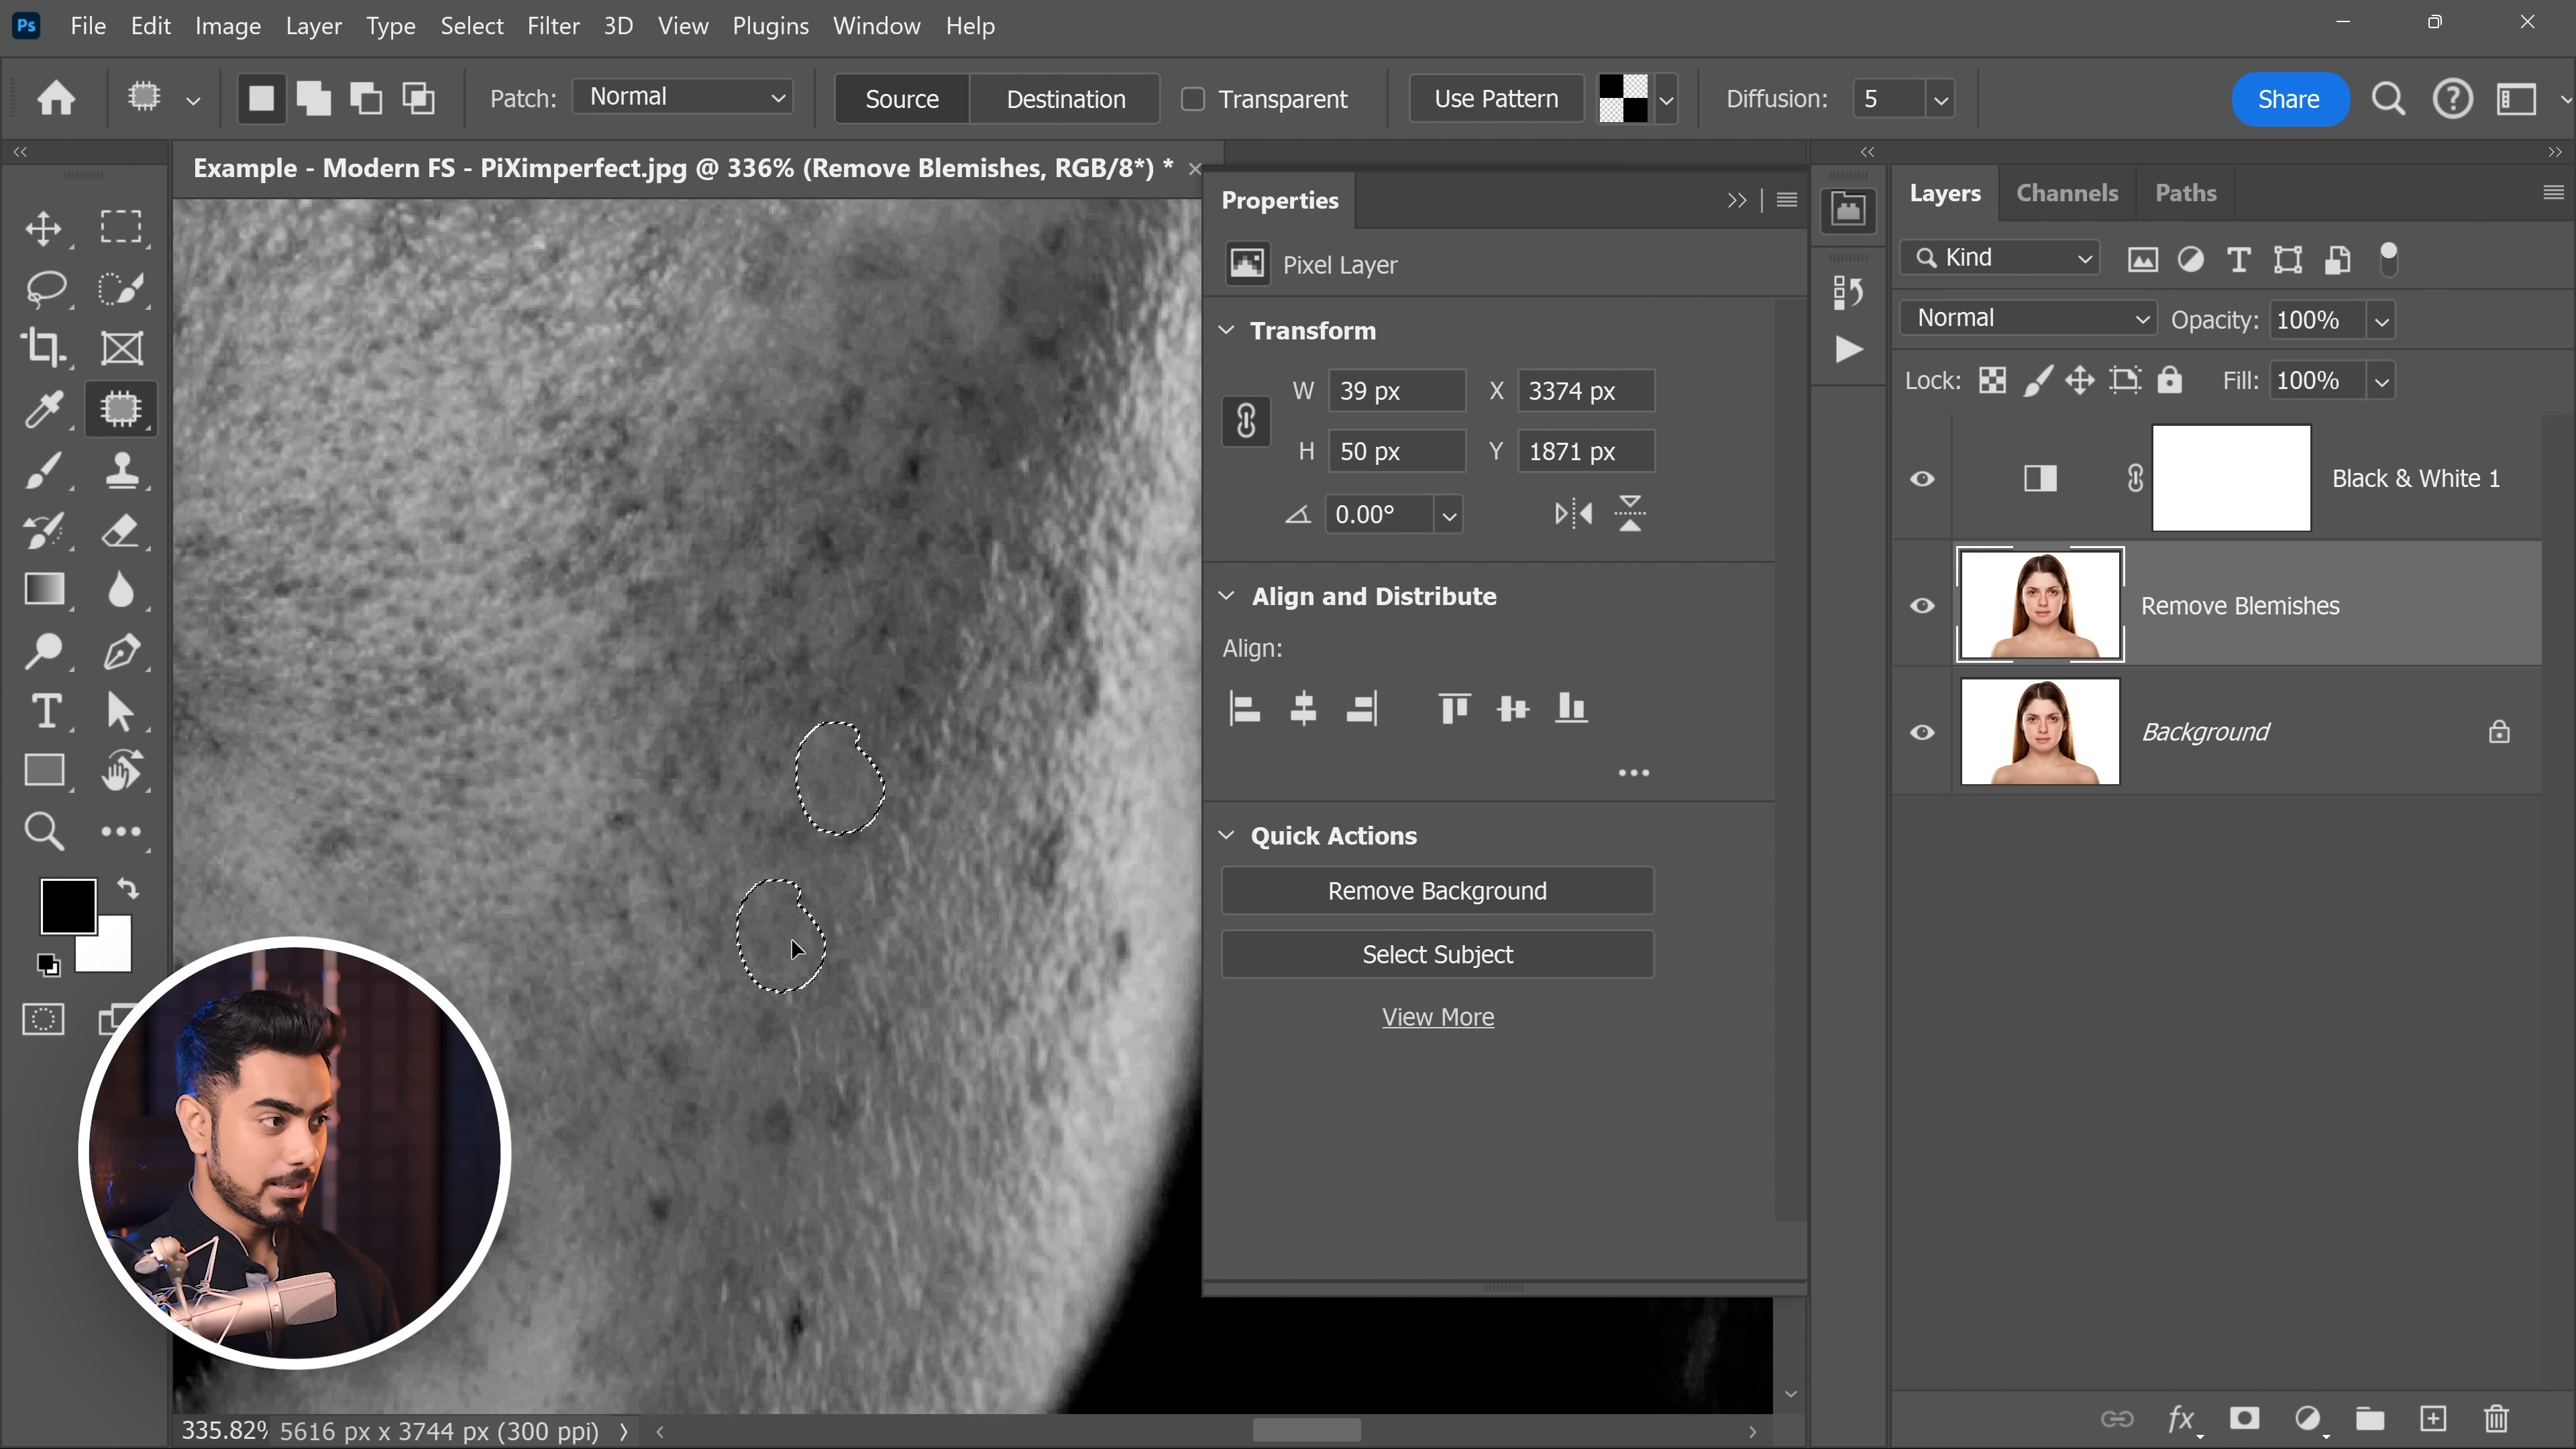 Ps File Edit Image Layer Type Select Filter 3D View Plugins Window Help
Patch: Normal Source Destination Transparent Use Pattern Diffusion: 5 Share
Example - Modern FS - PiXimperfect.jpg @ 336% (Remove Blemishes, RGB/8*) *
Properties
Pixel Layer
Transform
W 39 px X 3374 px
H 50 px Y 1871 px
0.00°
Align and Distribute
Align:
Quick Actions
Remove Background
Select Subject
View More
Layers Channels Paths
Kind
Normal Opacity: 100%
Lock: Fill: 100%
Black & White 1
Remove Blemishes
Background
fx
335.82% 5616 px x 3744 px (300 ppi)